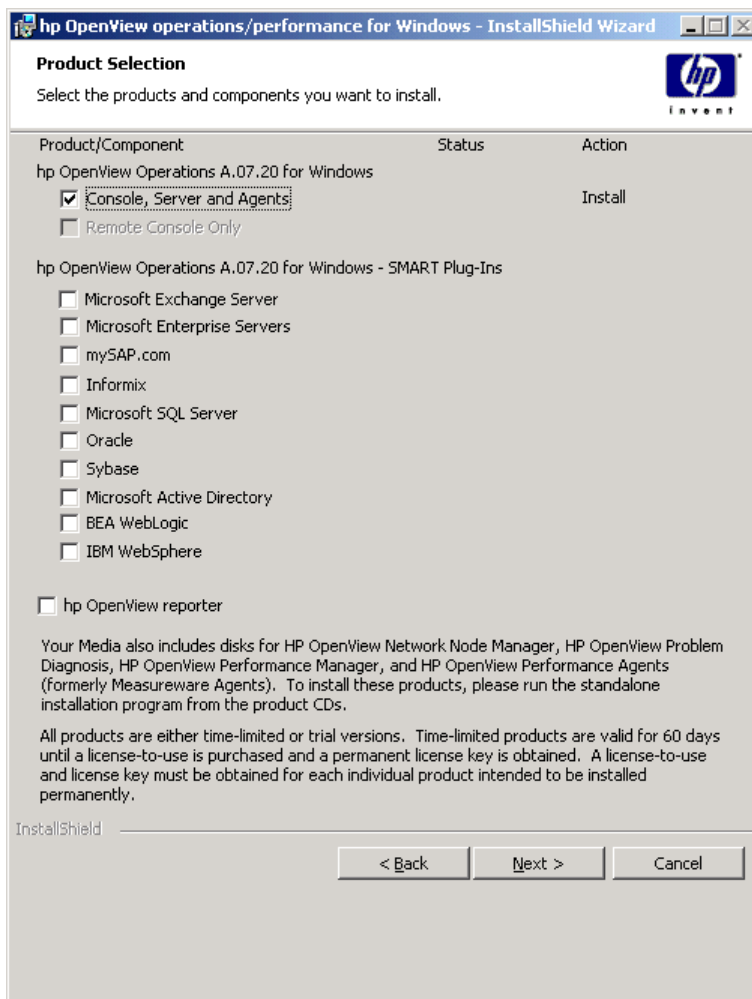 hp OpenView operations/performance for Windows - InstallShield Wizard
Product Selection
Select the products and components you want to install.
hp
invent
Product/Component Status Action
hp OpenView Operations A.07.20 for Windows
Console, Server and Agents Install
Remote Console Only
hp OpenView Operations A.07.20 for Windows - SMART Plug-Ins
Microsoft Exchange Server
Microsoft Enterprise Servers
mySAP.com
Informix
Microsoft SQL Server
Oracle
Sybase
Microsoft Active Directory
BEA WebLogic
IBM WebSphere
hp OpenView reporter
Your Media also includes disks for HP OpenView Network Node Manager, HP OpenView Problem
Diagnosis, HP OpenView Performance Manager, and HP OpenView Performance Agents
(formerly Measureware Agents). To install these products, please run the standalone
installation program from the product CDs.
All products are either time-limited or trial versions. Time-limited products are valid for 60 days
until a license-to-use is purchased and a permanent license key is obtained. A license-to-use
and license key must be obtained for each individual product intended to be installed
permanently.
InstallShield
< Back Next > Cancel